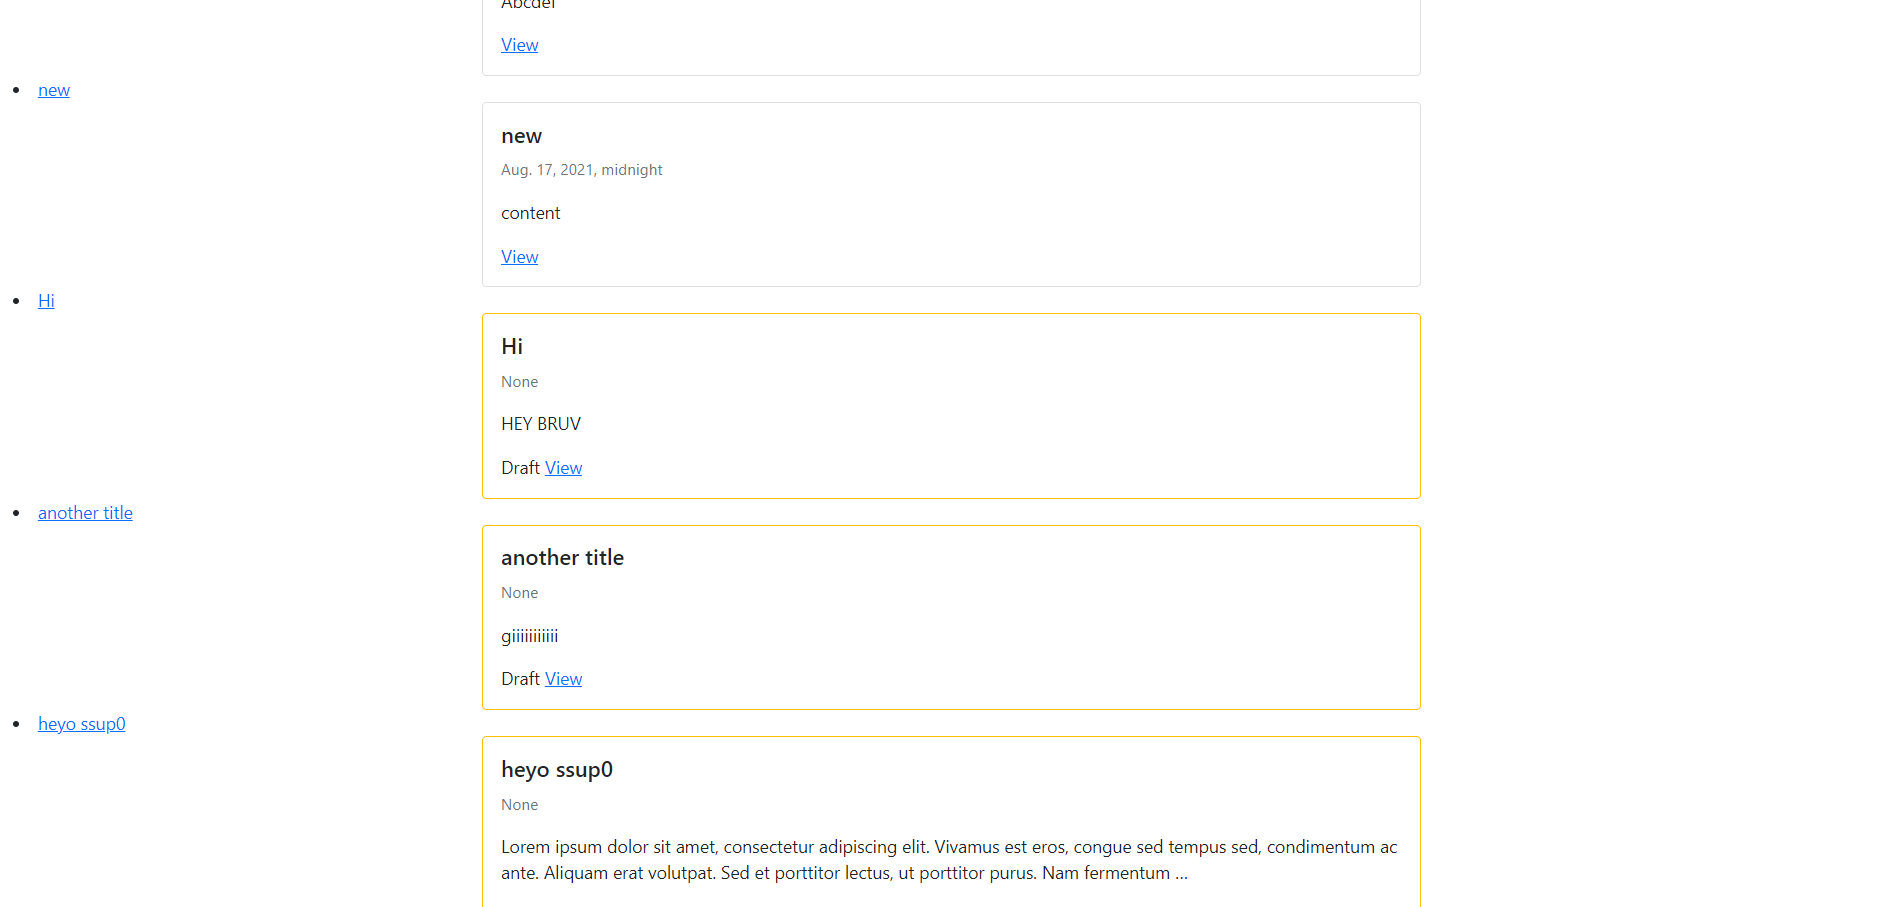 Abcdef
View
new
new
Aug. 17, 2021, midnight
content
View
Hi
Hi
None
HEY BRUV
Draft View
another title
another title
None
giiiiiiiiiii
Draft View
heyo ssup0
heyo ssup0
None
Lorem ipsum dolor sit amet, consectetur adipiscing elit. Vivamus est eros, congue sed tempus sed, condimentum ac
ante. Aliquam erat volutpat. Sed et porttitor lectus, ut porttitor purus. Nam fermentum …